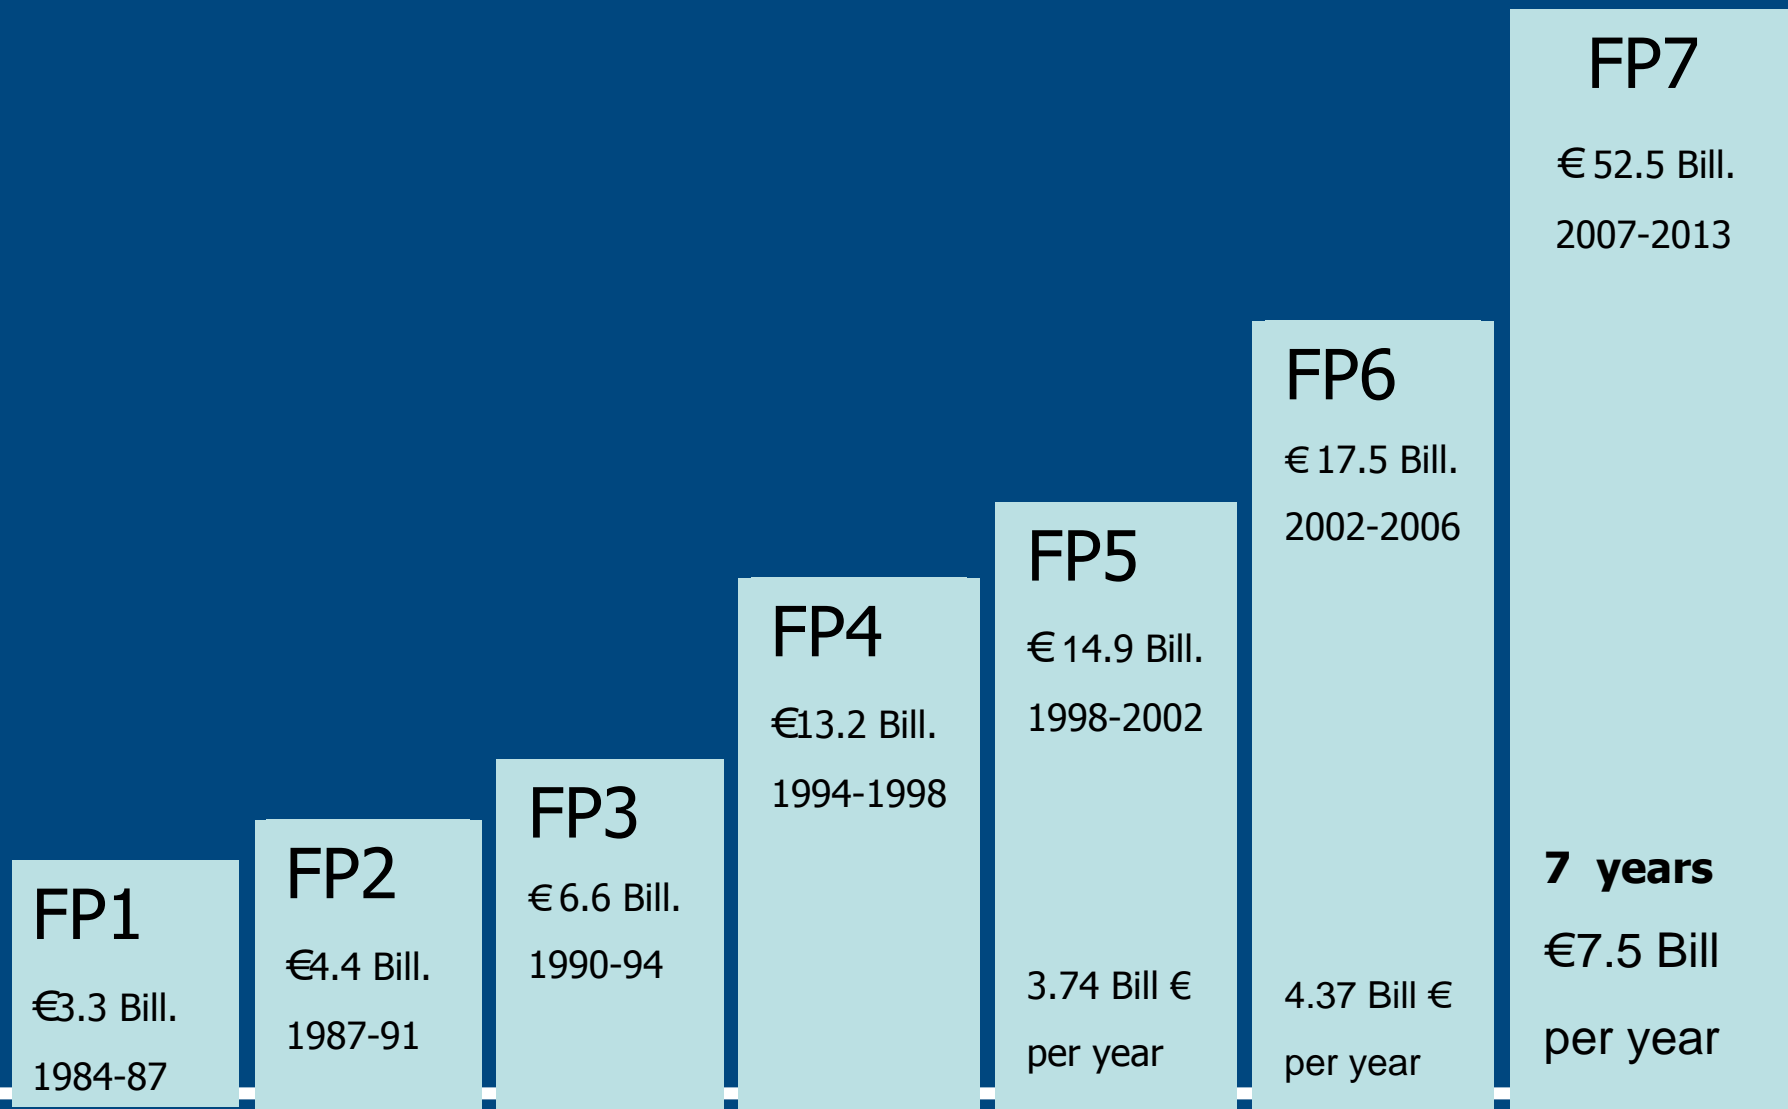 FP1
€3.3 Bill.
1984-87
FP2
€4.4 Bill.
1987-91
FP3
€ 6.6 Bill.
1990-94
FP4
€13.2 Bill.
1994-1998
FP5
€ 14.9 Bill.
1998-2002
3.74 Bill €
per year
FP6
€ 17.5 Bill.
2002-2006
4.37 Bill €
per year
FP7
€ 52.5 Bill.
2007-2013
7 years
€7.5 Bill
per year